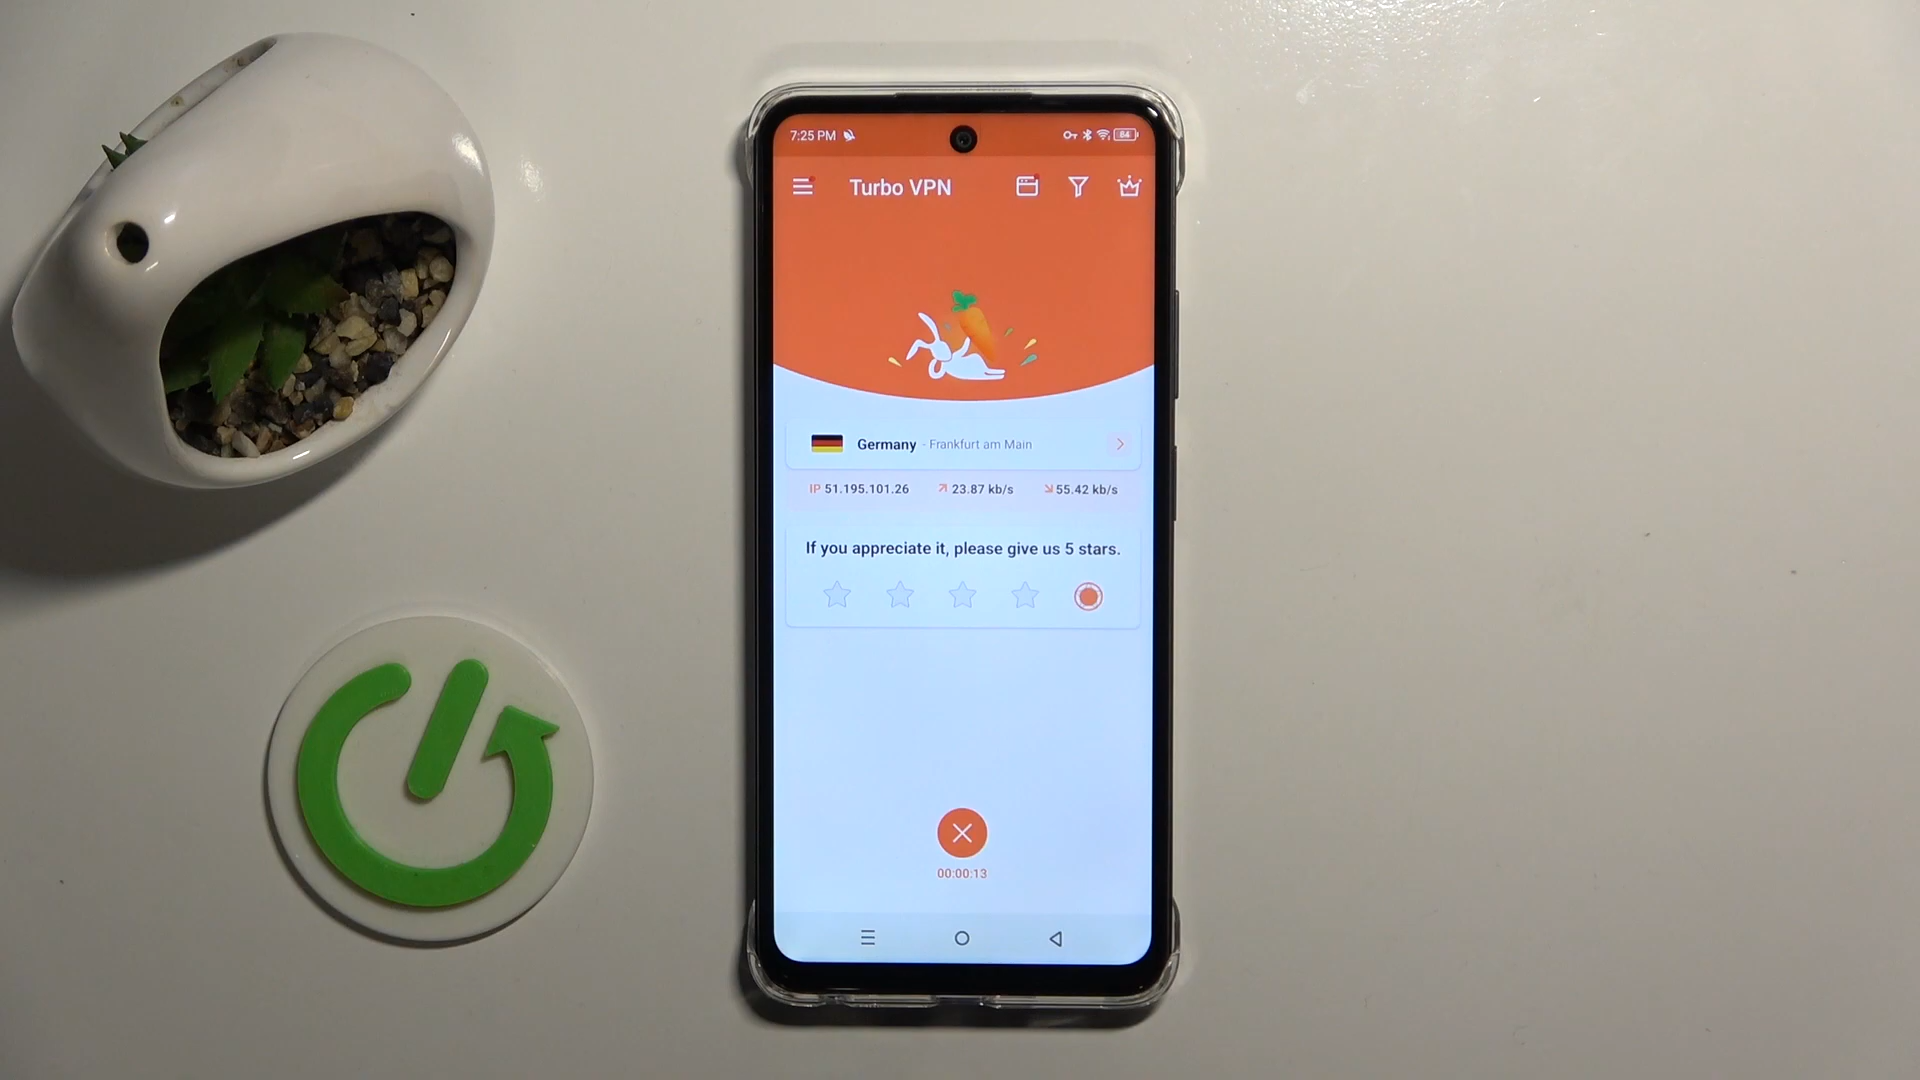 7:25 PM
84
Turbo VPN
Germany - Frankfurt am Main
IP 51.195.101.26 23.87 kb/s 55.42 kb/s
If you appreciate it, please give us 5 stars.
00:00:13